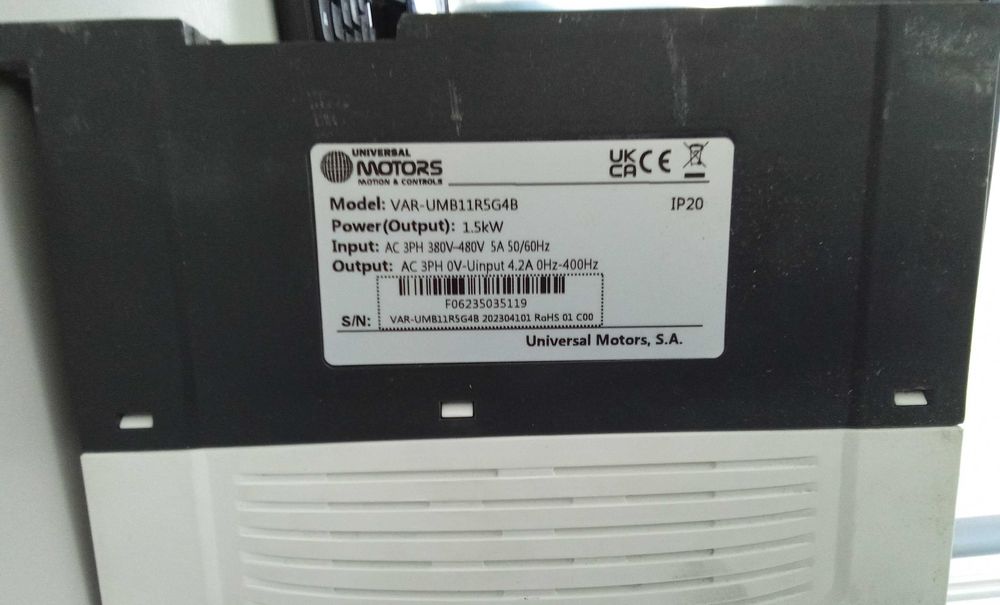 UNIVERSAL
MOTORS
MOTION & CONTROLS
UK CA CE
Model: VAR-UMB11R5G4B IP20
Power(Output): 1.5kW
Input: AC 3PH 380V-480V 5A 50/60Hz
Output: AC 3PH 0V-Uinput 4.2A 0Hz-400Hz
F06235035119
S/N: VAR-UMB11R5G4B 202304101 RoHS 01 C00
Universal Motors, S.A.